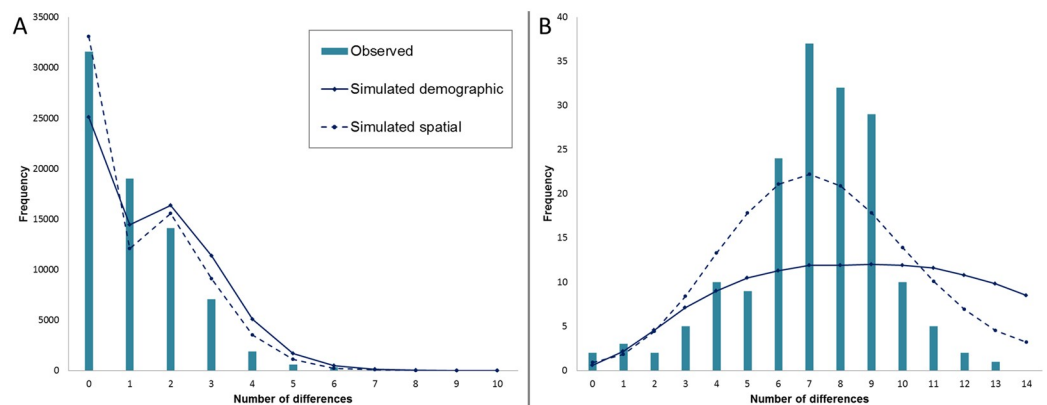 A
35000
30000
25000
20000
15000
10000
5000
0
Frequency
0 1 2 3 4 5 6 7 8 9 10
Number of differences
Observed
Simulated demographic
Simulated spatial
B
40
35
30
25
20
15
10
5
0
Frequency
0 1 2 3 4 5 6 7 8 9 10 11 12 13 14
Number of differences